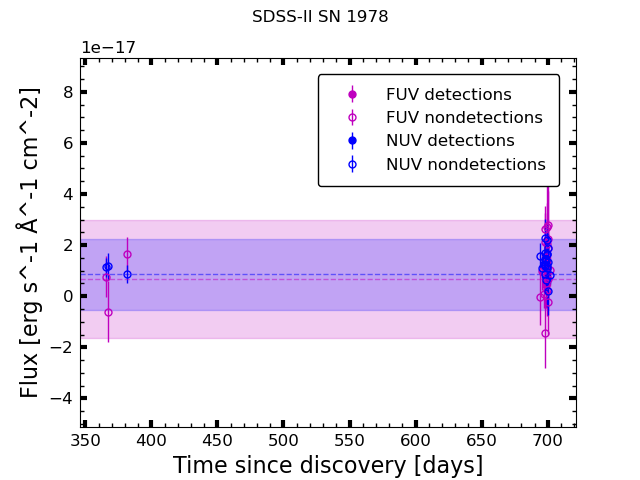 SDSS-II SN 1978
1e−17
FUV detections
FUV nondetections
NUV detections
NUV nondetections
8
6
4
2
0
−2
−4
Flux [erg s^-1 Å^-1 cm^-2]
350 400 450 500 550 600 650 700
Time since discovery [days]